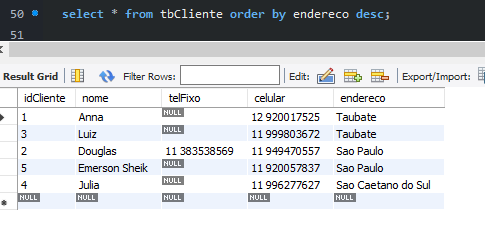 50 select * from tbCliente order by endereco desc;
51
Result Grid Filter Rows: Edit: Export/Import:
idCliente nome telFixo celular endereco
1 Anna NULL 12 920017525 Taubate
3 Luiz NULL 11 999803672 Taubate
2 Douglas 11 383538569 11 949470557 Sao Paulo
5 Emerson Sheik NULL 11 920057837 Sao Paulo
4 Julia NULL 11 996277627 Sao Caetano do Sul
NULL NULL NULL NULL NULL